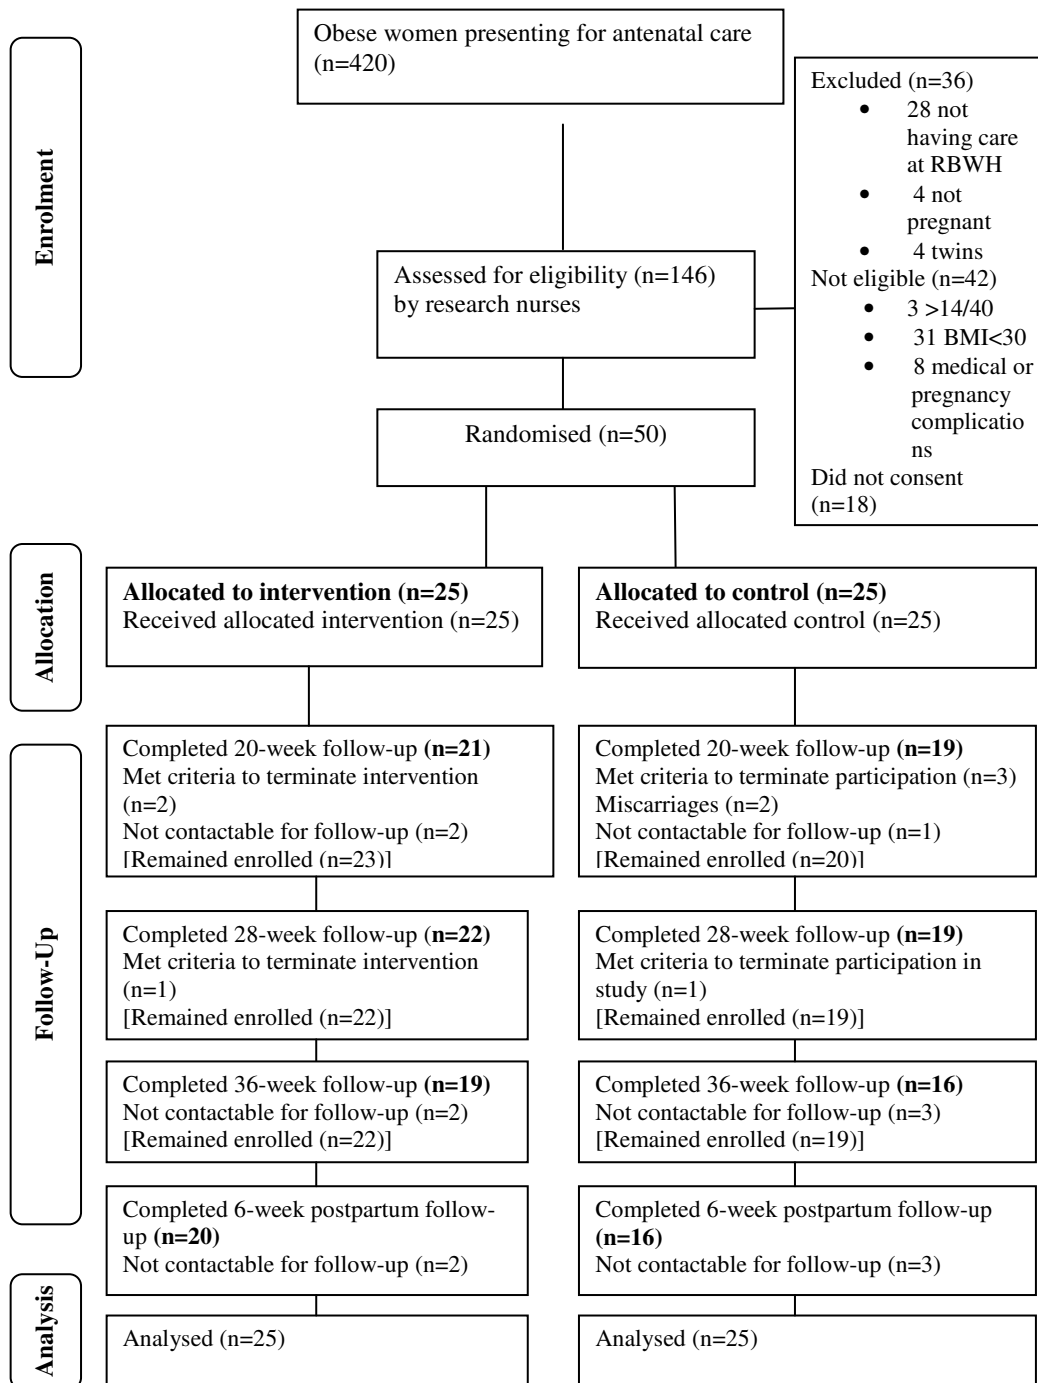 Enrolment
Obese women presenting for antenatal care
(n=420)
Excluded (n=36)
• 28 not
having care
at RBWH
• 4 not
pregnant
• 4 twins
Not eligible (n=42)
• 3 >14/40
• 31 BMI<30
• 8 medical or
pregnancy
complicatio
ns
Did not consent
(n=18)
Assessed for eligibility (n=146)
by research nurses
Randomised (n=50)
Allocation
Allocated to intervention (n=25)
Received allocated intervention (n=25)
Allocated to control (n=25)
Received allocated control (n=25)
Follow-Up
Completed 20-week follow-up (n=21)
Met criteria to terminate intervention
(n=2)
Not contactable for follow-up (n=2)
[Remained enrolled (n=23)]
Completed 20-week follow-up (n=19)
Met criteria to terminate participation (n=3)
Miscarriages (n=2)
Not contactable for follow-up (n=1)
[Remained enrolled (n=20)]
Completed 28-week follow-up (n=22)
Met criteria to terminate intervention
(n=1)
[Remained enrolled (n=22)]
Completed 28-week follow-up (n=19)
Met criteria to terminate participation in
study (n=1)
[Remained enrolled (n=19)]
Completed 36-week follow-up (n=19)
Not contactable for follow-up (n=2)
[Remained enrolled (n=22)]
Completed 36-week follow-up (n=16)
Not contactable for follow-up (n=3)
[Remained enrolled (n=19)]
Completed 6-week postpartum follow-
up (n=20)
Not contactable for follow-up (n=2)
Completed 6-week postpartum follow-up
(n=16)
Not contactable for follow-up (n=3)
Analysis
Analysed (n=25)
Analysed (n=25)